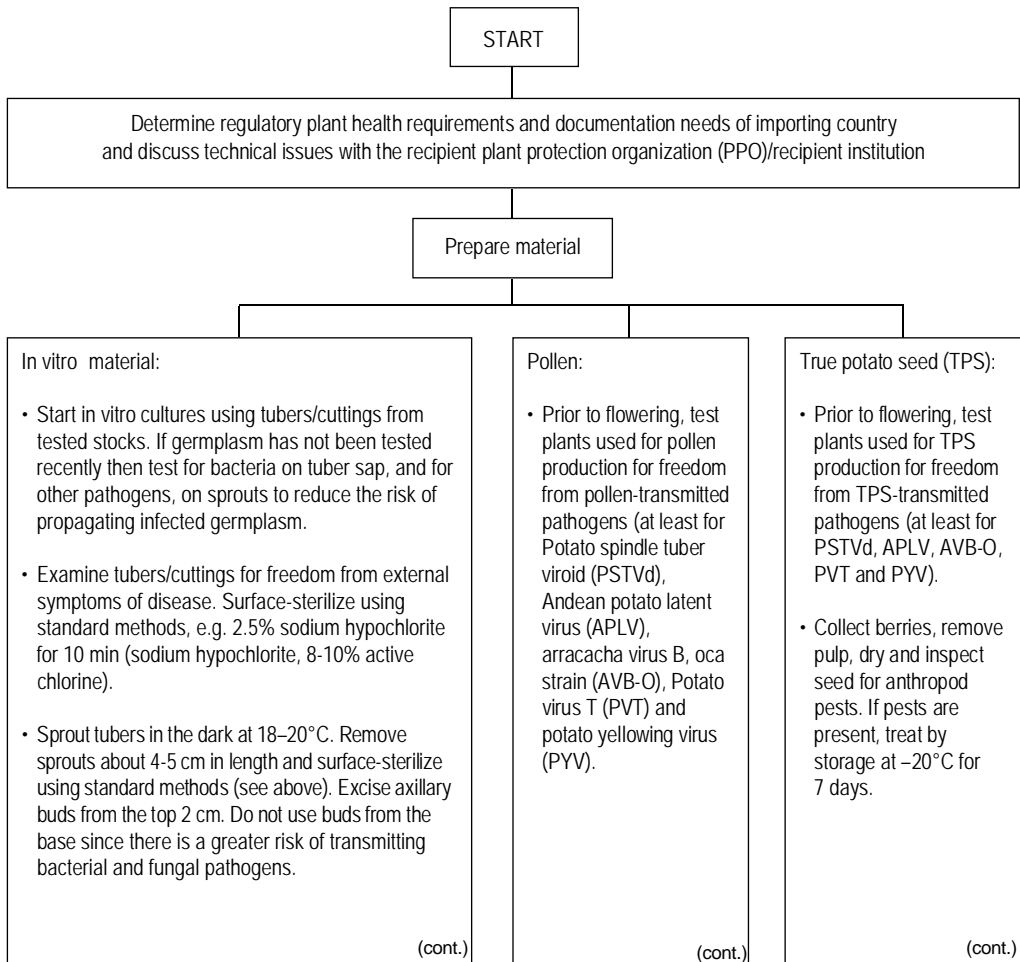 START
Determine regulatory plant health requirements and documentation needs of importing country
and discuss technical issues with the recipient plant protection organization (PPO)/recipient institution
Prepare material
In vitro material:
• Start in vitro cultures using tubers/cuttings from
tested stocks. If germplasm has not been tested
recently then test for bacteria on tuber sap, and for
other pathogens, on sprouts to reduce the risk of
propagating infected germplasm.
• Examine tubers/cuttings for freedom from external
symptoms of disease. Surface-sterilize using
standard methods, e.g. 2.5% sodium hypochlorite
for 10 min (sodium hypochlorite, 8-10% active
chlorine).
• Sprout tubers in the dark at 18–20°C. Remove
sprouts about 4-5 cm in length and surface-sterilize
using standard methods (see above). Excise axillary
buds from the top 2 cm. Do not use buds from the
base since there is a greater risk of transmitting
bacterial and fungal pathogens.
(cont.)
Pollen:
• Prior to flowering, test
plants used for pollen
production for freedom
from pollen-transmitted
pathogens (at least for
Potato spindle tuber
viroid (PSTVd),
Andean potato latent
virus (APLV),
arracacha virus B, oca
strain (AVB-O), Potato
virus T (PVT) and
potato yellowing virus
(PYV).
(cont.)
True potato seed (TPS):
• Prior to flowering, test
plants used for TPS
production for freedom
from TPS-transmitted
pathogens (at least for
PSTVd, APLV, AVB-O,
PVT and PYV).
• Collect berries, remove
pulp, dry and inspect
seed for anthropod
pests. If pests are
present, treat by
storage at –20°C for
7 days.
(cont.)